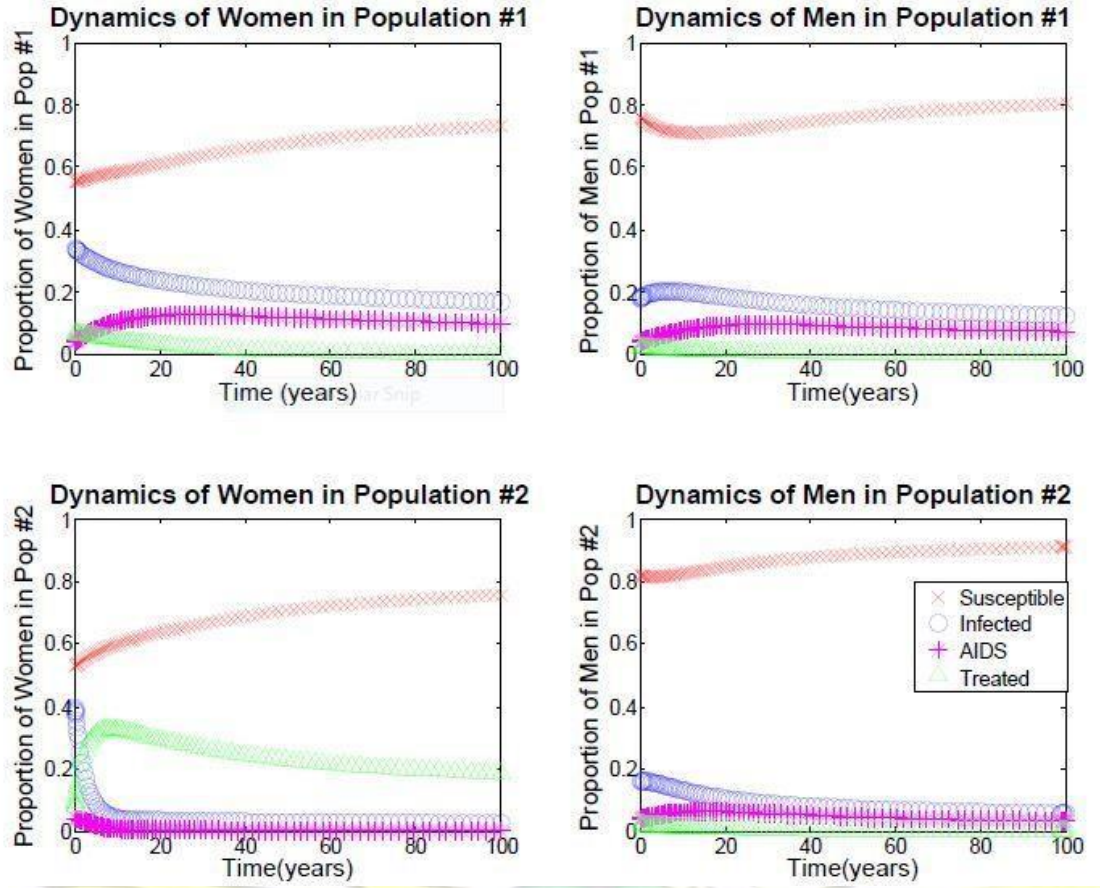 Dynamics of Women in Population #1
Proportion of Women in Pop #1
1
0.8
0.6
0.4
0.2
0
0 20 40 60 80 100
Time (years)
Dynamics of Men in Population #1
Proportion of Men in Pop #1
1
0.8
0.6
0.4
0.2
0
0 20 40 60 80 100
Time(years)
Dynamics of Women in Population #2
Proportion of Women in Pop #2
1
0.8
0.6
0.4
0.2
0
0 20 40 60 80 100
Time(years)
Dynamics of Men in Population #2
Proportion of Men in Pop #2
1
0.8
0.6
0.4
0.2
0
0 20 40 60 80 100
Time(years)
Susceptible
Infected
AIDS
Treated